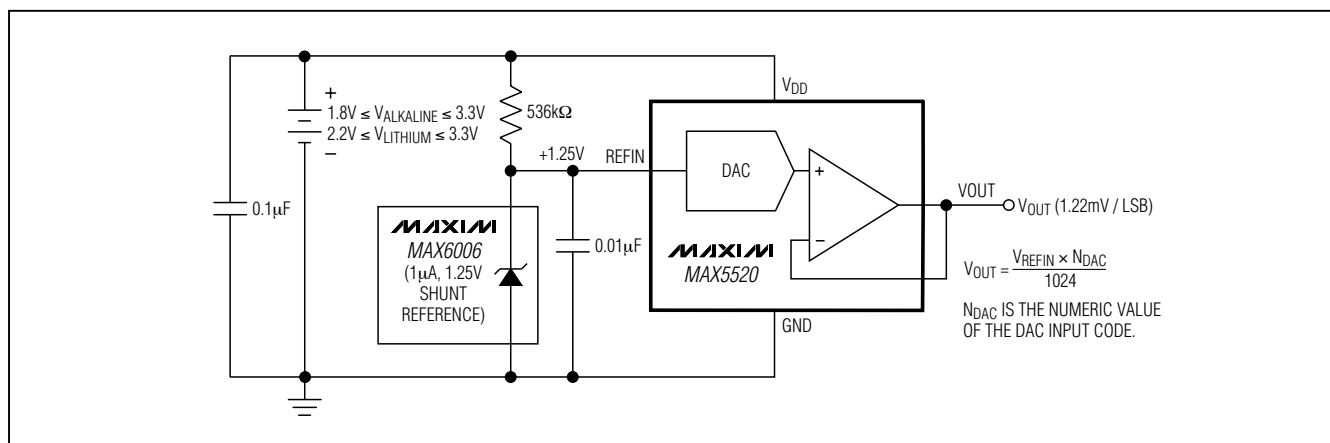 +
1.8V ≤ VALKALINE ≤ 3.3V
2.2V ≤ VLITHIUM ≤ 3.3V
−
0.1μF
536kΩ
+1.25V
REFIN
MAXIM
MAX6006
(1μA, 1.25V
SHUNT
REFERENCE)
0.01μF
VDD
DAC
+
−
MAXIM
MAX5520
GND
VOUT
VOUT (1.22mV / LSB)
VOUT = VREFIN × NDAC
1024
NDAC IS THE NUMERIC VALUE
OF THE DAC INPUT CODE.